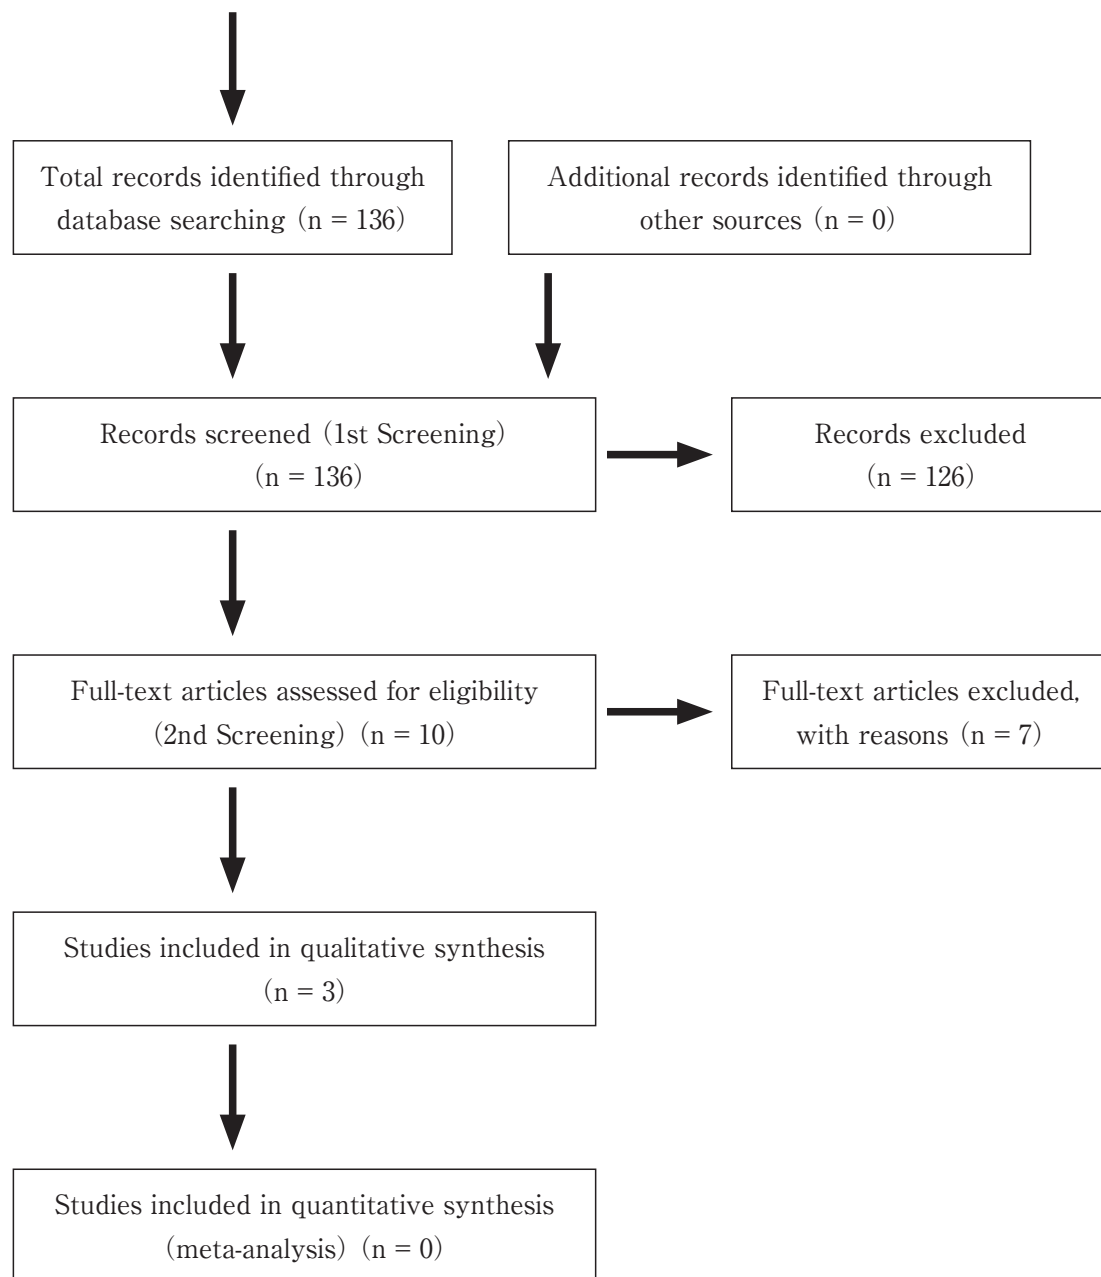 Total records identified through
database searching (n = 136)
Additional records identified through
other sources (n = 0)
Records screened (1st Screening)
(n = 136)
Records excluded
(n = 126)
Full-text articles assessed for eligibility
(2nd Screening) (n = 10)
Full-text articles excluded,
with reasons (n = 7)
Studies included in qualitative synthesis
(n = 3)
Studies included in quantitative synthesis
(meta-analysis) (n = 0)